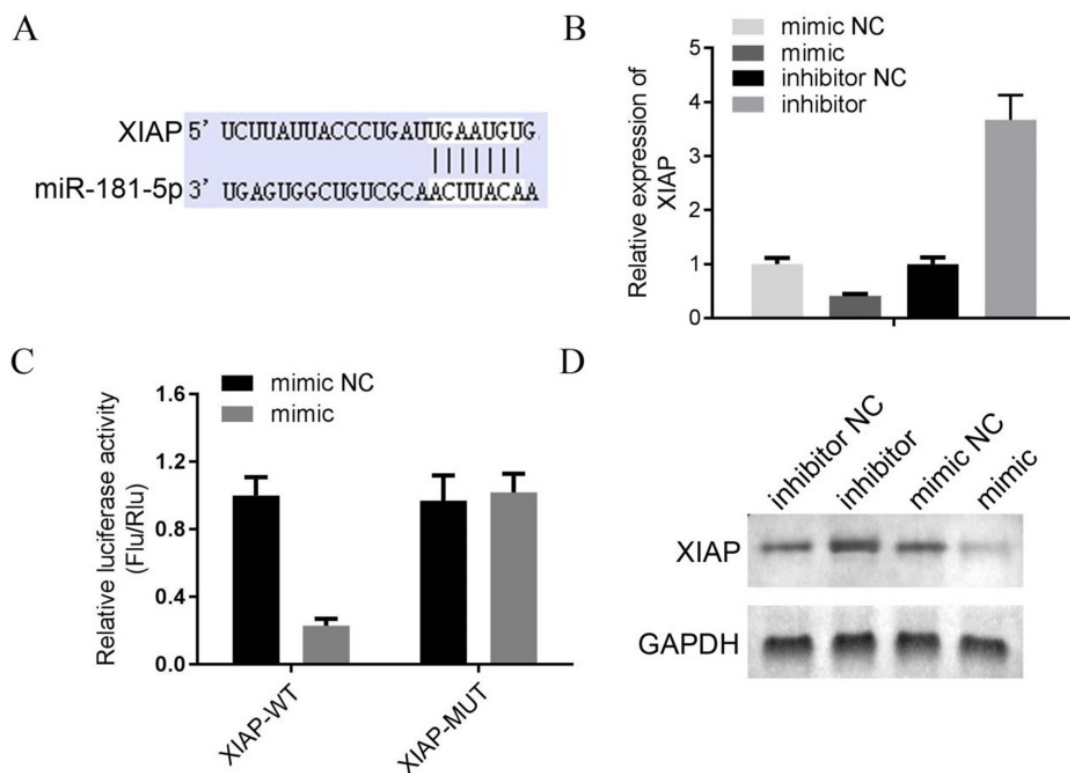 A
XIAP 5' UCUUAUUACCCUGAUUGAAUGUG
miR-181-5p 3' UGAGUGGCUGUCGCAACUUACAA
B
mimic NC
mimic
inhibitor NC
inhibitor
Relative expression of
XIAP
5
4
3
2
1
0
C
mimic NC
mimic
Relative luciferase activity
(Flu/Rlu)
1.6
1.2
0.8
0.4
0.0
XIAP-WT
XIAP-MUT
D
inhibitor NC
inhibitor
mimic NC
mimic
XIAP
GAPDH